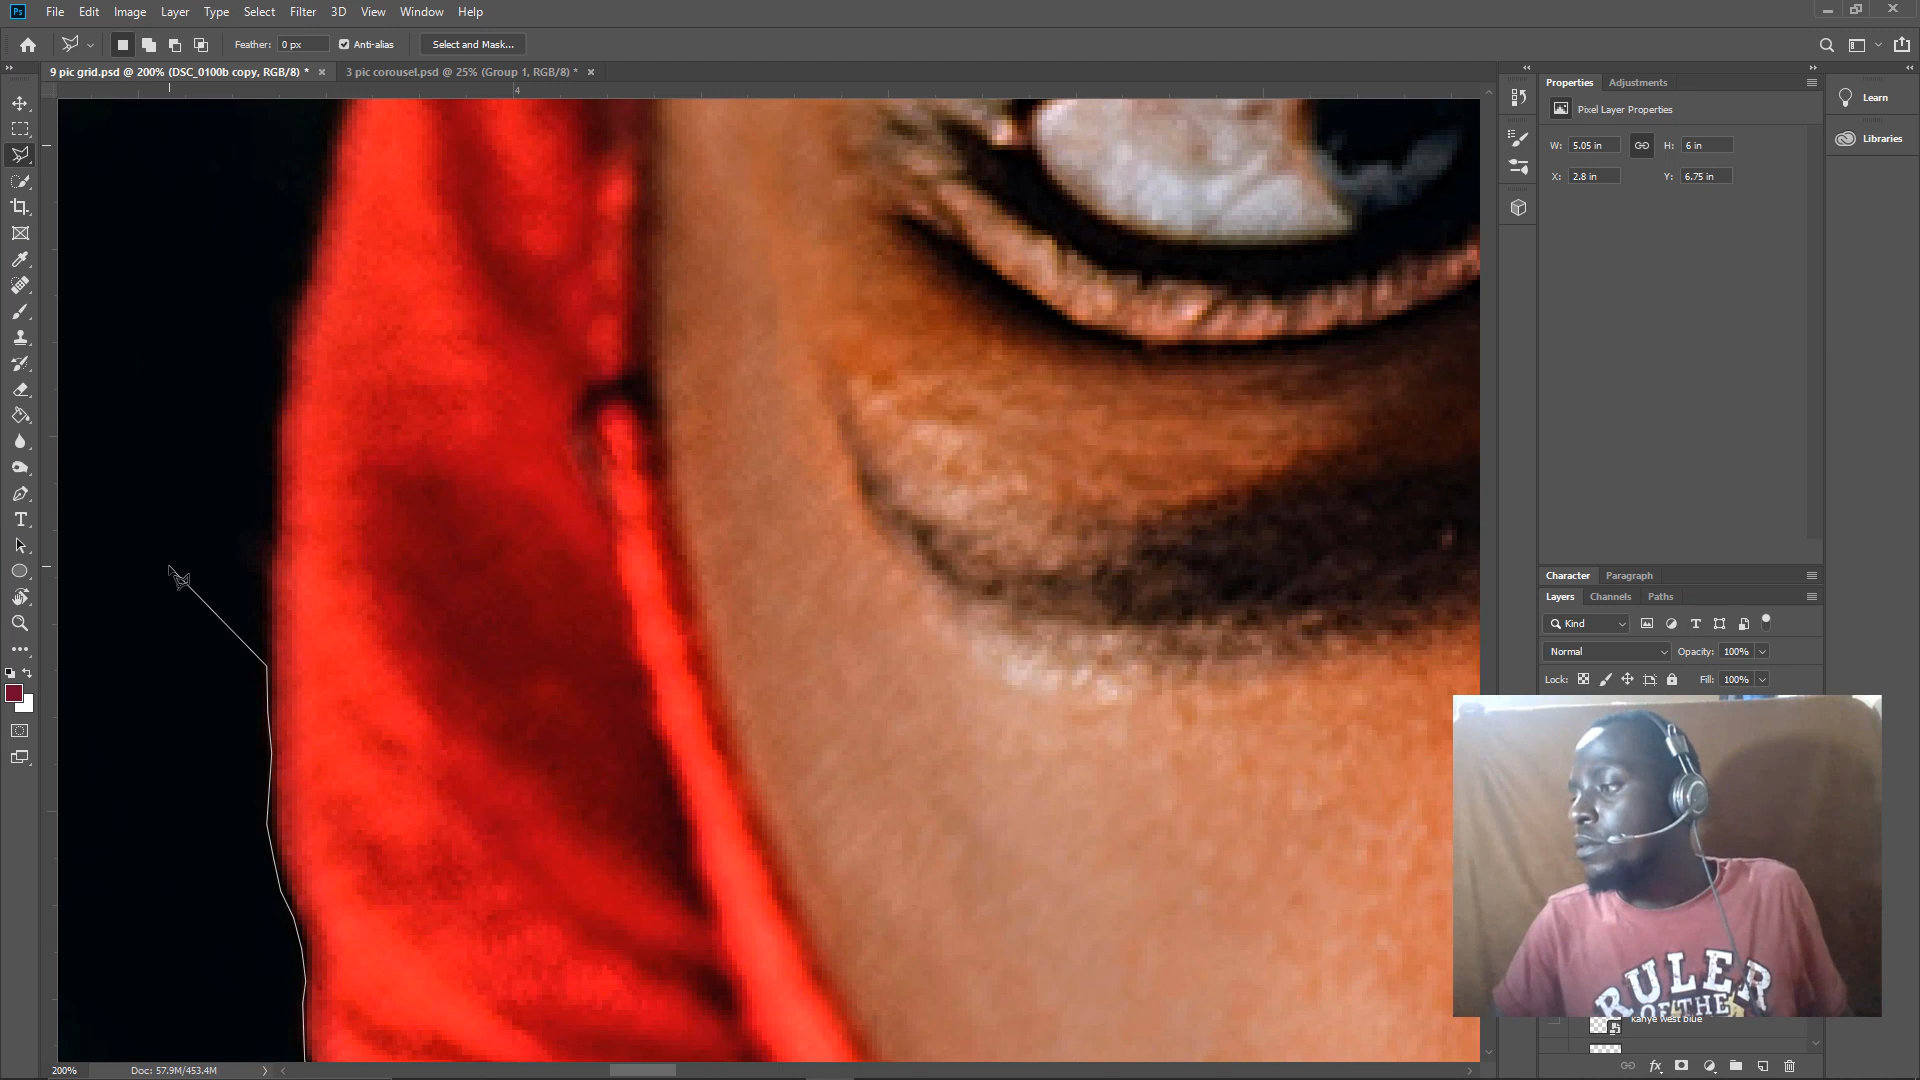 Ps File Edit Image Layer Type Select Filter 3D View Window Help
Feather: 0 px Anti-alias Select and Mask...
9 pic grid.psd @ 200% (DSC_0100b copy, RGB/8) * × 3 pic corousel.psd @ 25% (Group 1, RGB/8) * ×
4
Properties Adjustments
Pixel Layer Properties
W: 5.05 in H: 6 in
X: 2.8 in Y: 6.75 in
Learn
Libraries
Character Paragraph
Layers Channels Paths
Kind
Normal Opacity: 100%
Lock: Fill: 100%
RULER
OF THE
kanye west blue
200% Doc: 57.9M/453.4M